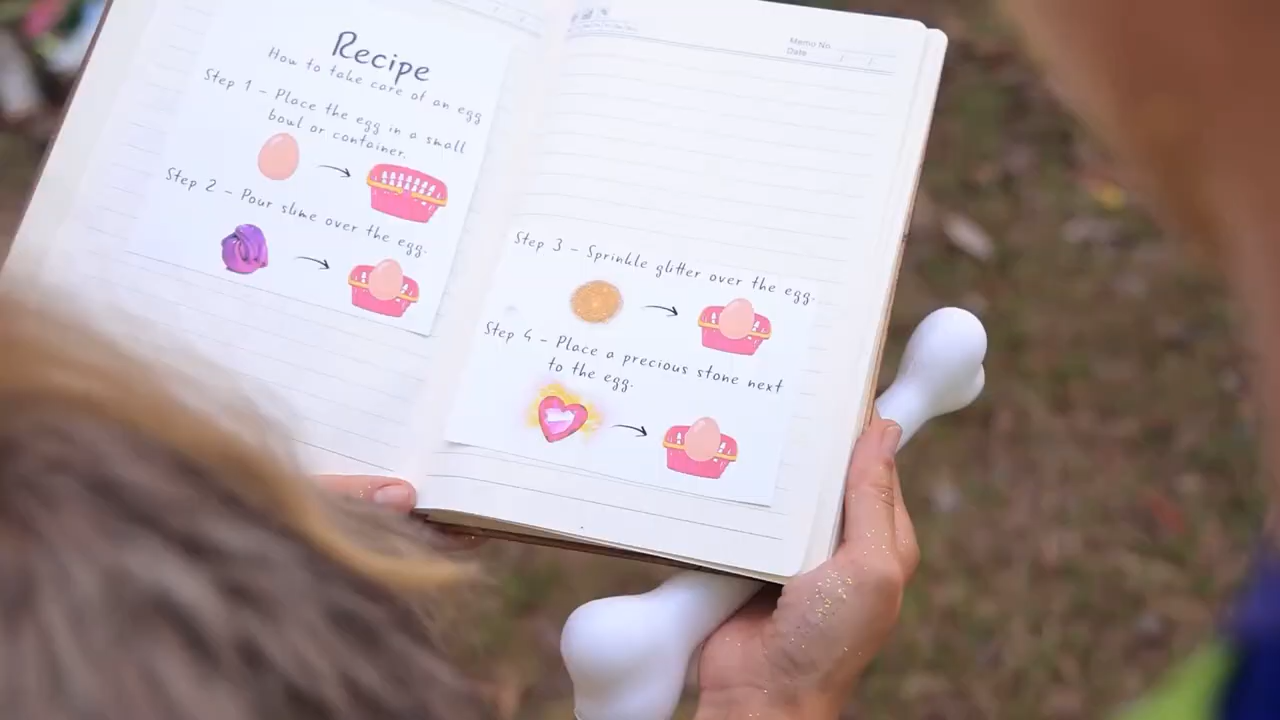 Recipe
How to take care of an egg
Step 1 - Place the egg in a small
bowl or container.
Step 2 - Pour slime over the egg.
Memo No.
Date / /
Step 3 - Sprinkle glitter over the egg.
Step 4 - Place a precious stone next
to the egg.